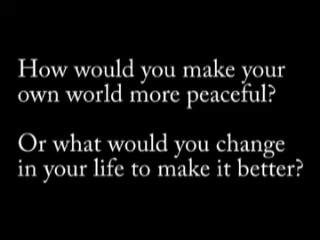 How would you make your
own world more peaceful?
Or what would you change
in your life to make it better?